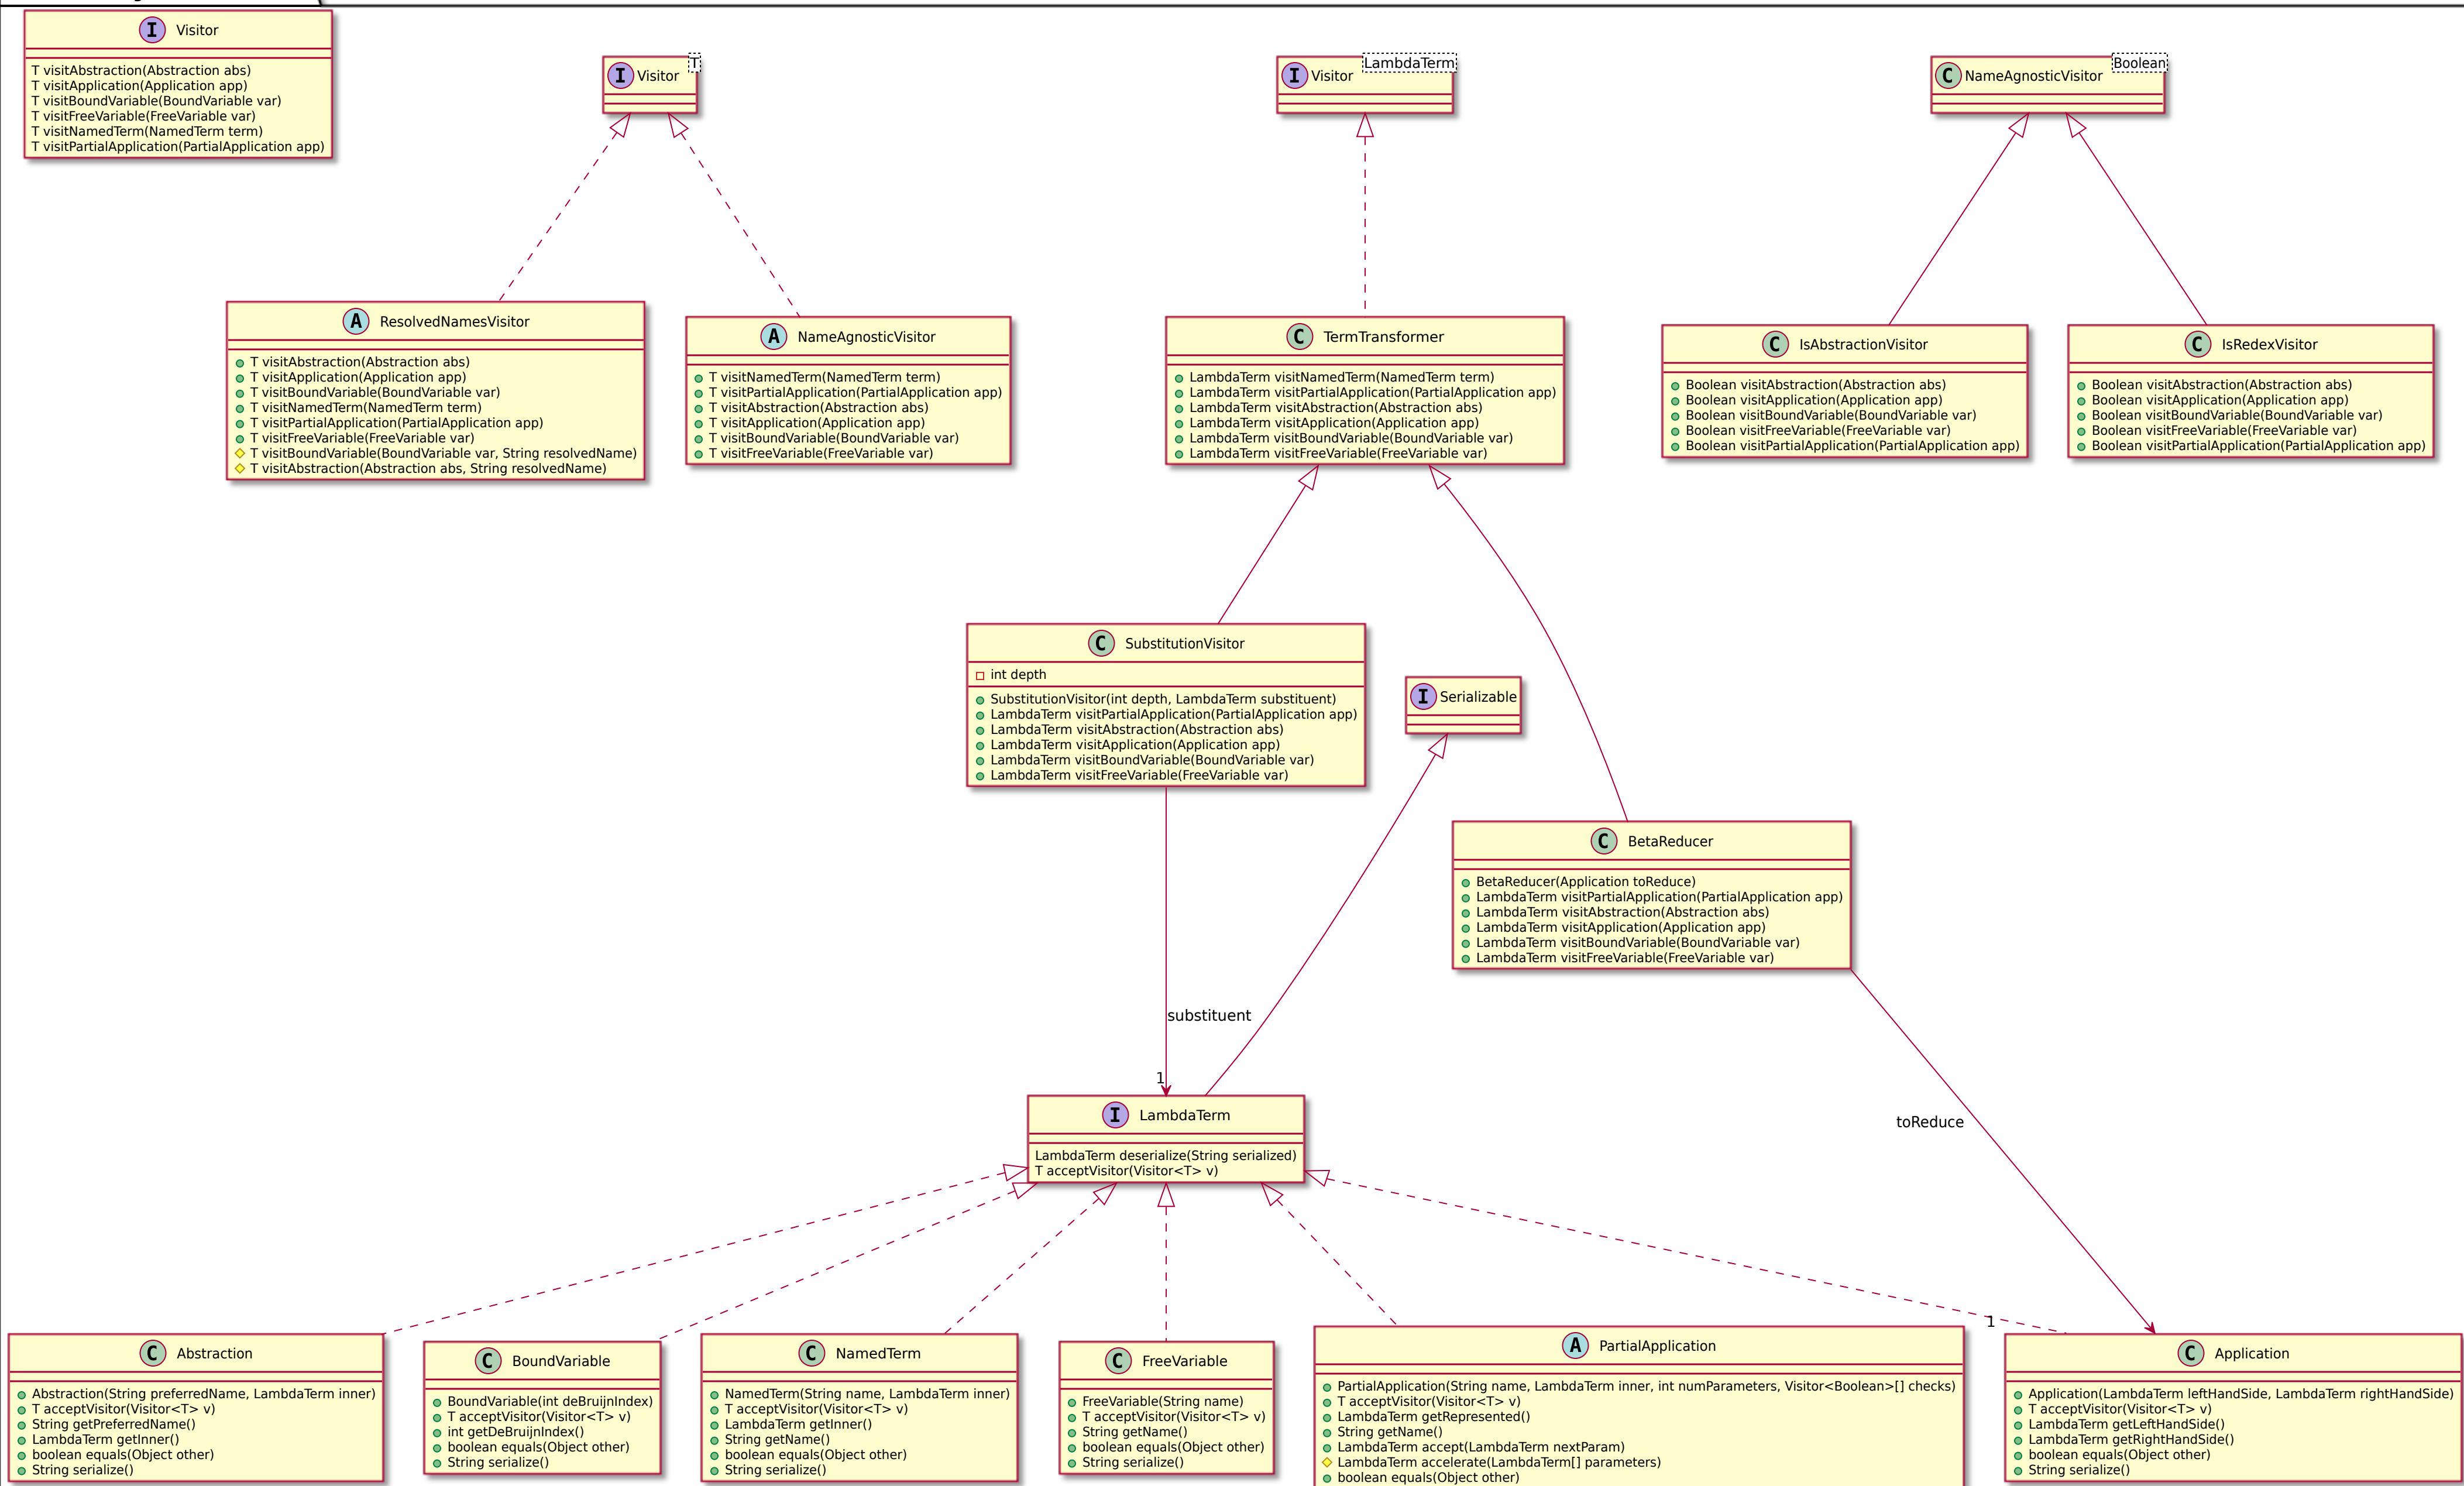 I Visitor
T visitAbstraction(Abstraction abs)
T visitApplication(Application app)
T visitBoundVariable(BoundVariable var)
T visitFreeVariable(FreeVariable var)
T visitNamedTerm(NamedTerm term)
T visitPartialApplication(PartialApplication app)
I Visitor T
I Visitor LambdaTerm
C NameAgnosticVisitor Boolean
A ResolvedNamesVisitor
T visitAbstraction(Abstraction abs)
T visitApplication(Application app)
T visitBoundVariable(BoundVariable var)
T visitNamedTerm(NamedTerm term)
T visitPartialApplication(PartialApplication app)
T visitFreeVariable(FreeVariable var)
T visitBoundVariable(BoundVariable var, String resolvedName)
T visitAbstraction(Abstraction abs, String resolvedName)
A NameAgnosticVisitor
T visitNamedTerm(NamedTerm term)
T visitPartialApplication(PartialApplication app)
T visitAbstraction(Abstraction abs)
T visitApplication(Application app)
T visitBoundVariable(BoundVariable var)
T visitFreeVariable(FreeVariable var)
C TermTransformer
LambdaTerm visitNamedTerm(NamedTerm term)
LambdaTerm visitPartialApplication(PartialApplication app)
LambdaTerm visitAbstraction(Abstraction abs)
LambdaTerm visitApplication(Application app)
LambdaTerm visitBoundVariable(BoundVariable var)
LambdaTerm visitFreeVariable(FreeVariable var)
C IsAbstractionVisitor
Boolean visitAbstraction(Abstraction abs)
Boolean visitApplication(Application app)
Boolean visitBoundVariable(BoundVariable var)
Boolean visitFreeVariable(FreeVariable var)
Boolean visitPartialApplication(PartialApplication app)
C IsRedexVisitor
Boolean visitAbstraction(Abstraction abs)
Boolean visitApplication(Application app)
Boolean visitBoundVariable(BoundVariable var)
Boolean visitFreeVariable(FreeVariable var)
Boolean visitPartialApplication(PartialApplication app)
C SubstitutionVisitor
int depth
SubstitutionVisitor(int depth, LambdaTerm substituent)
LambdaTerm visitPartialApplication(PartialApplication app)
LambdaTerm visitAbstraction(Abstraction abs)
LambdaTerm visitApplication(Application app)
LambdaTerm visitBoundVariable(BoundVariable var)
LambdaTerm visitFreeVariable(FreeVariable var)
I Serializable
C BetaReducer
BetaReducer(Application toReduce)
LambdaTerm visitPartialApplication(PartialApplication app)
LambdaTerm visitAbstraction(Abstraction abs)
LambdaTerm visitApplication(Application app)
LambdaTerm visitBoundVariable(BoundVariable var)
LambdaTerm visitFreeVariable(FreeVariable var)
substituent
1
toReduce
1
I LambdaTerm
LambdaTerm deserialize(String serialized)
T acceptVisitor(Visitor<T> v)
C Abstraction
Abstraction(String preferredName, LambdaTerm inner)
T acceptVisitor(Visitor<T> v)
String getPreferredName()
LambdaTerm getInner()
boolean equals(Object other)
String serialize()
C BoundVariable
BoundVariable(int deBruijnIndex)
T acceptVisitor(Visitor<T> v)
int getDeBruijnIndex()
boolean equals(Object other)
String serialize()
C NamedTerm
NamedTerm(String name, LambdaTerm inner)
T acceptVisitor(Visitor<T> v)
LambdaTerm getInner()
String getName()
boolean equals(Object other)
String serialize()
C FreeVariable
FreeVariable(String name)
T acceptVisitor(Visitor<T> v)
String getName()
boolean equals(Object other)
String serialize()
A PartialApplication
PartialApplication(String name, LambdaTerm inner, int numParameters, Visitor<Boolean>[] checks)
T acceptVisitor(Visitor<T> v)
LambdaTerm getRepresented()
String getName()
LambdaTerm accept(LambdaTerm nextParam)
LambdaTerm accelerate(LambdaTerm[] parameters)
boolean equals(Object other)
C Application
Application(LambdaTerm leftHandSide, LambdaTerm rightHandSide)
T acceptVisitor(Visitor<T> v)
LambdaTerm getLeftHandSide()
LambdaTerm getRightHandSide()
boolean equals(Object other)
String serialize()